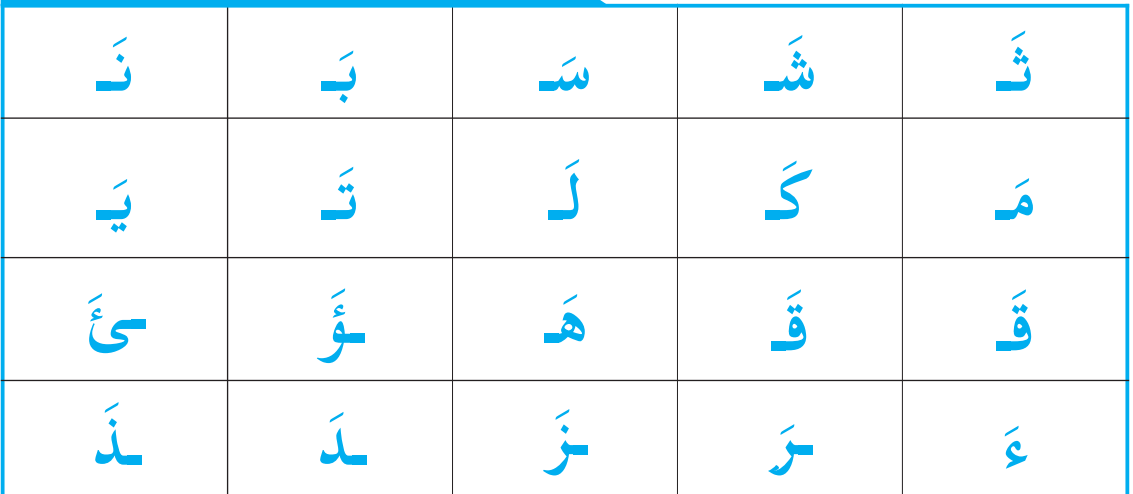 ثَـ شَـ سَـ بَـ نَـ
مَـ كَـ لَـ تَـ يَـ
قَـ قَـ هَـ ـؤَ ـئَ
ءَ ـرَ ـزَ ـدَ ـذَ